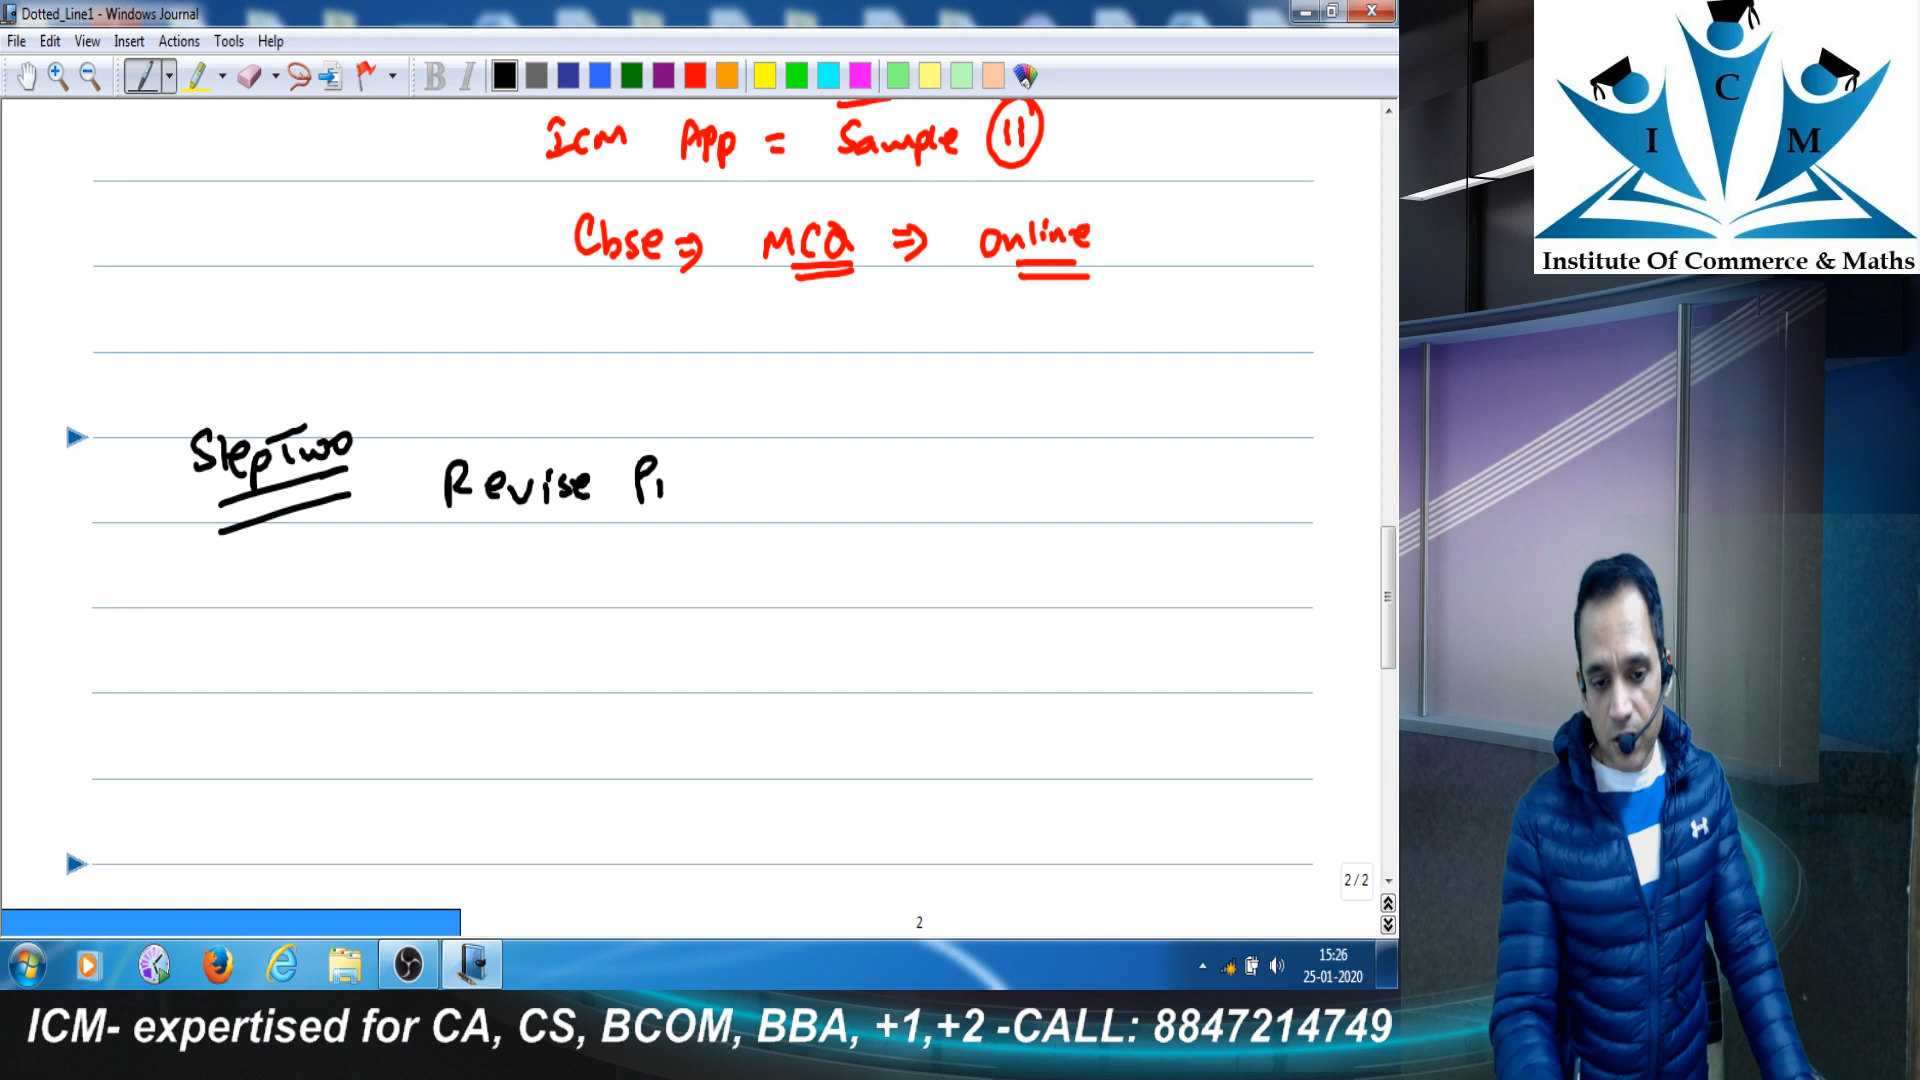 Dotted_Line1 - Windows Journal
File Edit View Insert Actions Tools Help
B I
Icm App = Sample 11
Cbse ⇒ MCQ ⇒ Online
Step Two
Revise
2 / 2
2
15:26
25-01-2020
I C M
Institute Of Commerce & Maths
ICM- expertised for CA, CS, BCOM, BBA, +1,+2 -CALL: 8847214749